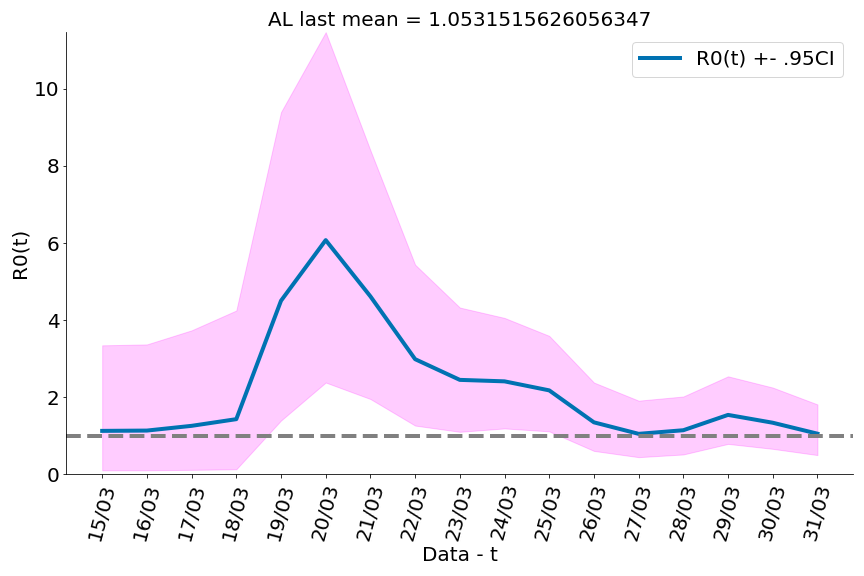 AL last mean = 1.0531515626056347
R0(t) +- .95CI
R0(t)
10
8
6
4
2
0
15/03 16/03 17/03 18/03 19/03 20/03 21/03 22/03 23/03 24/03 25/03 26/03 27/03 28/03 29/03 30/03 31/03
Data - t